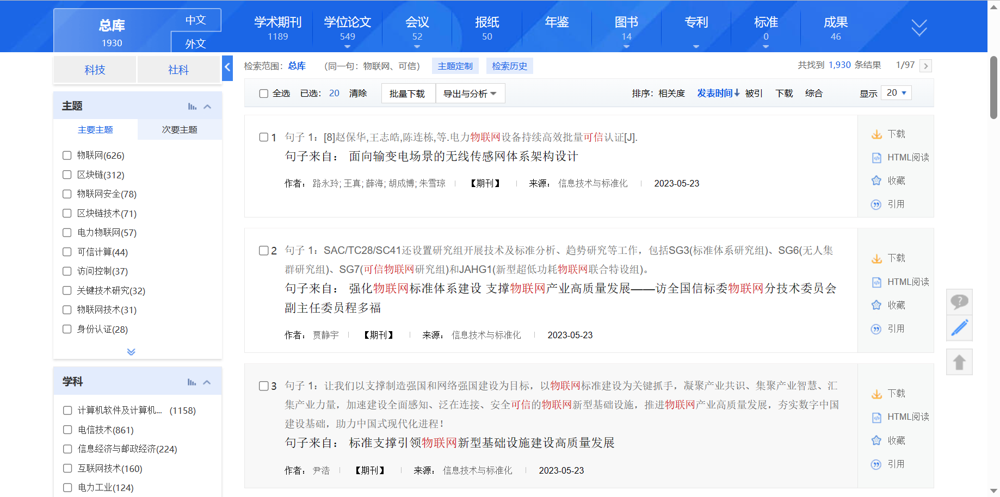 总库
1930
中文
外文
学术期刊
1189
学位论文
549
会议
52
报纸
50
年鉴
图书
14
专利
标准
0
成果
46
科技
社科
检索范围：总库 （同一句：物联网、可信） 主题定制 检索历史
共找到 1,930 条结果 1/97
全选 已选： 20 清除 批量下载 导出与分析
排序： 相关度 发表时间 被引 下载 综合 显示 20
主题
主要主题 次要主题
物联网(626)
区块链(312)
物联网安全(78)
区块链技术(71)
电力物联网(57)
可信计算(44)
访问控制(37)
关键技术研究(32)
物联网技术(31)
身份认证(28)
学科
计算机软件及计算机... (1158)
电信技术(861)
信息经济与邮政经济(224)
互联网技术(160)
电力工业(124)
1 句子 1：[8]赵保华,王志皓,陈连栋,等.电力物联网设备持续高效批量可信认证[J].
句子来自： 面向输变电场景的无线传感网体系架构设计
作者： 路永玲; 王真; 薛海; 胡成博; 朱雪琼 【期刊】 来源： 信息技术与标准化 2023-05-23
下载
HTML阅读
收藏
引用
2 句子 1：SAC/TC28/SC41还设置研究组开展技术及标准分析、趋势研究等工作，包括SG3(标准体系研究组)、SG6(无人集
群研究组)、SG7(可信物联网研究组)和JAHG1(新型超低功耗物联网联合特设组)。
句子来自： 强化物联网标准体系建设 支撑物联网产业高质量发展——访全国信标委物联网分技术委员会
副主任委员程多福
作者： 贾静宇 【期刊】 来源： 信息技术与标准化 2023-05-23
下载
HTML阅读
收藏
引用
3 句子 1：让我们以支撑制造强国和网络强国建设为目标，以物联网标准建设为关键抓手，凝聚产业共识、集聚产业智慧、汇
集产业力量，加速建设全面感知、泛在连接、安全可信的物联网新型基础设施，推进物联网产业高质量发展，夯实数字中国
建设基础，助力中国式现代化进程！
句子来自： 标准支撑引领物联网新型基础设施建设高质量发展
作者： 尹浩 【期刊】 来源： 信息技术与标准化 2023-05-23
下载
HTML阅读
收藏
引用